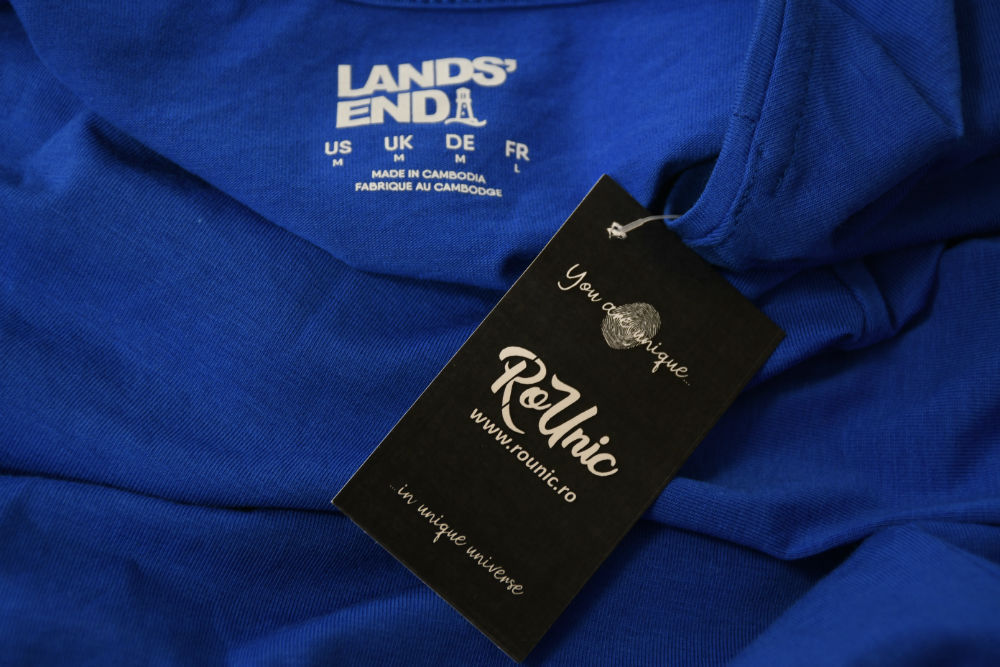 LANDS'
END
US UK DE FR
M M M L
MADE IN CAMBODIA
FABRIQUE AU CAMBODGE
You are unique...
RoUnic
www.rounic.ro
...in unique universe